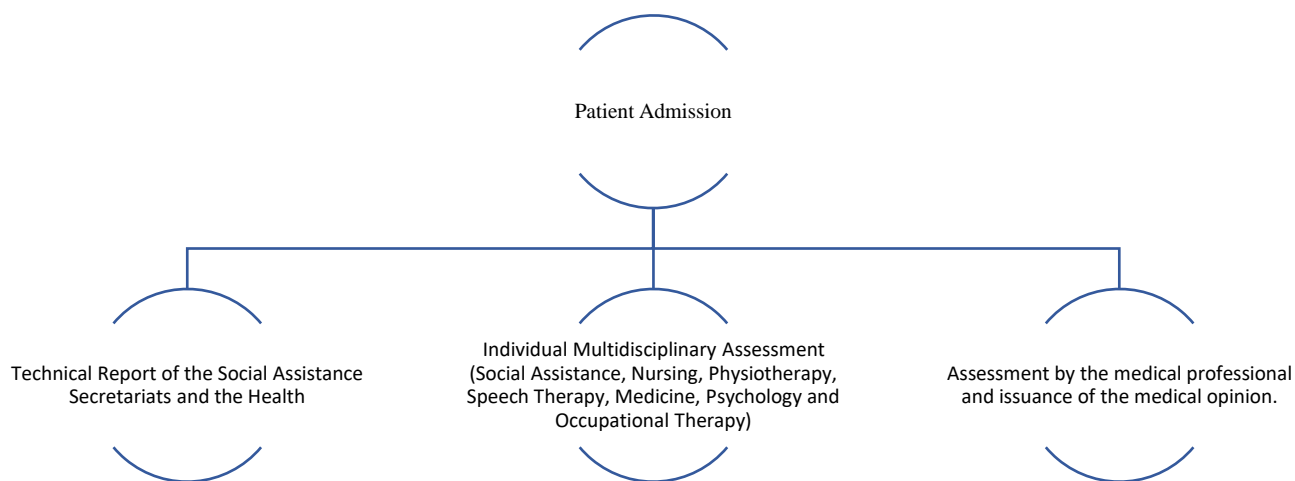 Patient Admission
Technical Report of the Social Assistance
Secretariats and the Health
Individual Multidisciplinary Assessment
(Social Assistance, Nursing, Physiotherapy,
Speech Therapy, Medicine, Psychology and
Occupational Therapy)
Assessment by the medical professional
and issuance of the medical opinion.